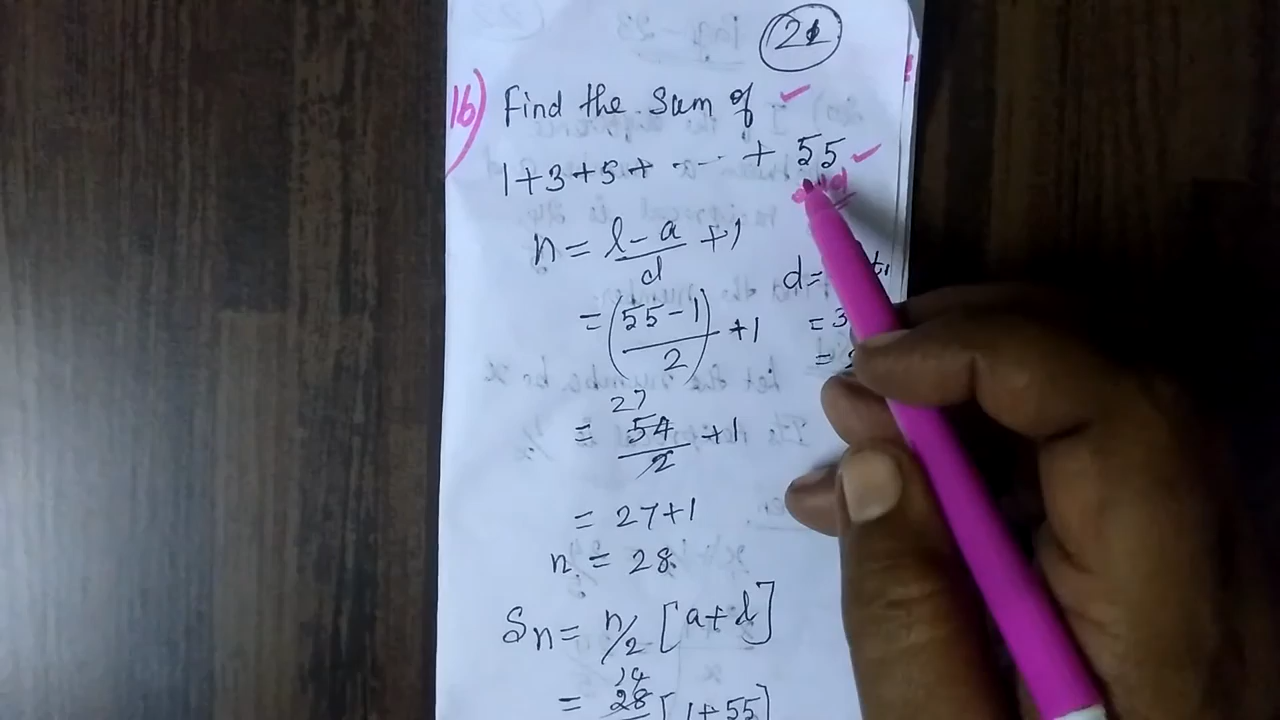 21
16) Find the Sum of
1+3+5+ ---- + 55
n = l-a/d +1
d =
= (55-1/2) +1
= 3
27
= 54/2 +1
= 27+1
n = 28
Sn = n/2 [a+d]
14
= 28 [1+55]